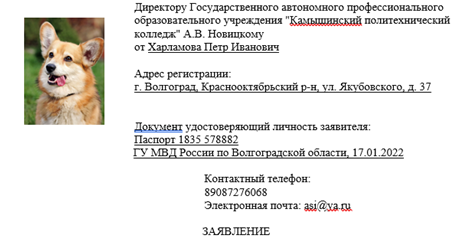 Директору Государственного автономного профессионального
образовательного учреждения "Камышинский политехнический
колледж" А.В. Новицкому
от Харламова Петр Иванович
Адрес регистрации:
г. Волгоград, Краснооктябрьский р-н, ул. Якубовского, д. 37
Документ удостоверяющий личность заявителя:
Паспорт 1835 578882
ГУ МВД России по Волгоградской области, 17.01.2022
Контактный телефон:
89087276068
Электронная почта: asi@ya.ru
ЗАЯВЛЕНИЕ